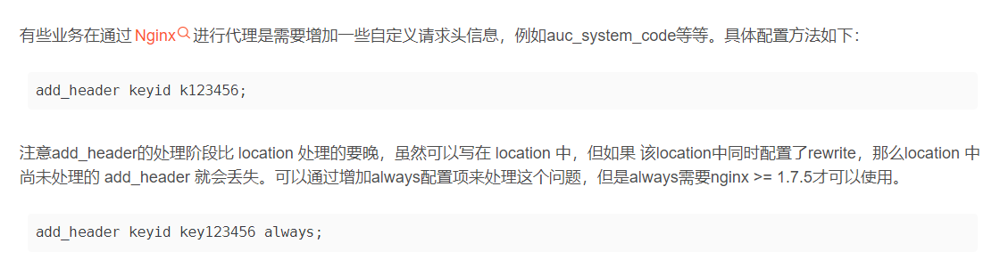 有些业务在通过Nginx进行代理是需要增加一些自定义请求头信息，例如auc_system_code等等。具体配置方法如下：
add_header keyid k123456;
注意add_header的处理阶段比 location 处理的要晚，虽然可以写在 location 中，但如果 该location中同时配置了rewrite，那么location 中
尚未处理的 add_header 就会丢失。可以通过增加always配置项来处理这个问题，但是always需要nginx >= 1.7.5才可以使用。
add_header keyid key123456 always;